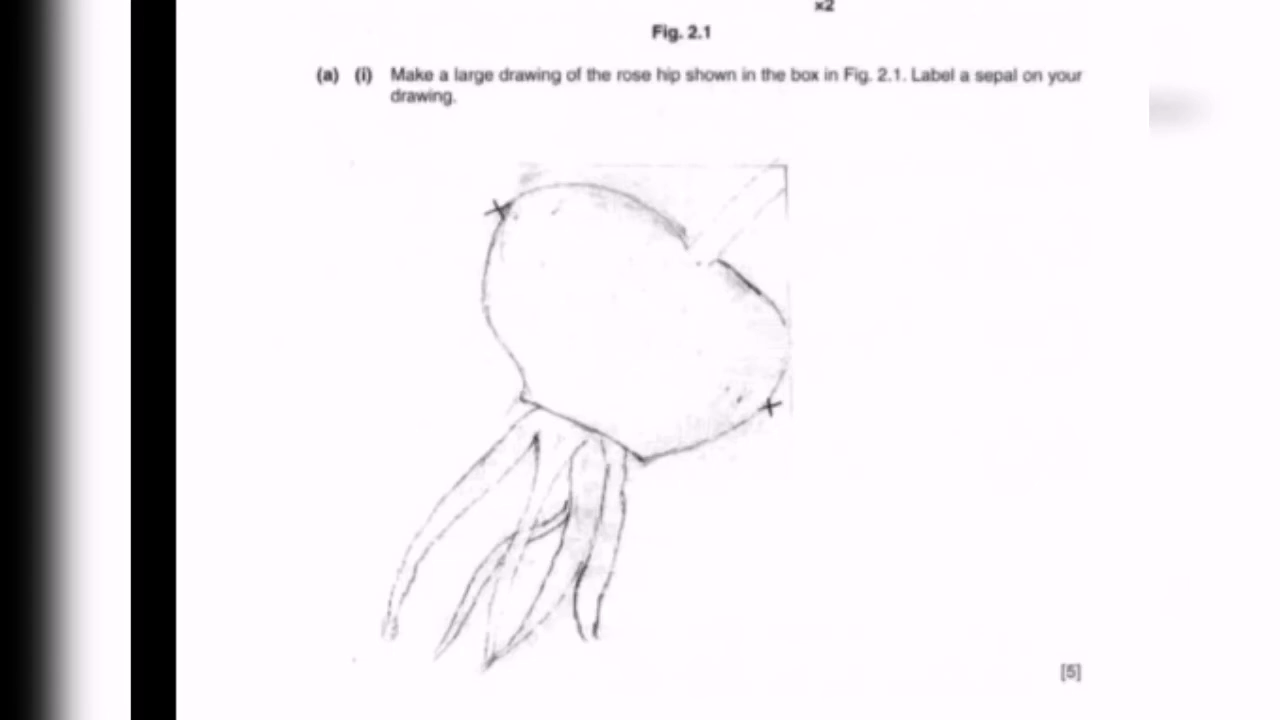 x2
Fig. 2.1
(a) (i) Make a large drawing of the rose hip shown in the box in Fig. 2.1. Label a sepal on your
drawing.
[5]